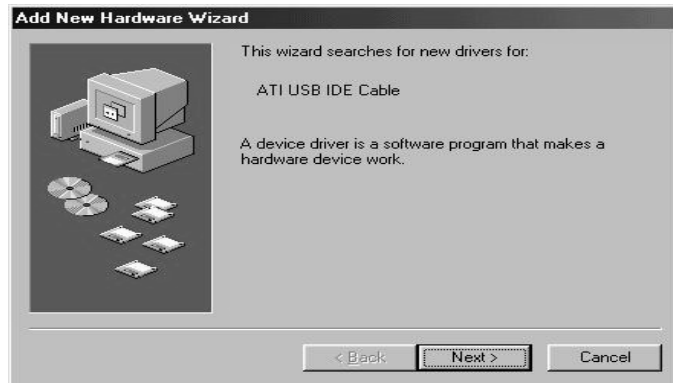 Add New Hardware Wizard
This wizard searches for new drivers for:
ATI USB IDE Cable
A device driver is a software program that makes a
hardware device work.
< Back
Next >
Cancel